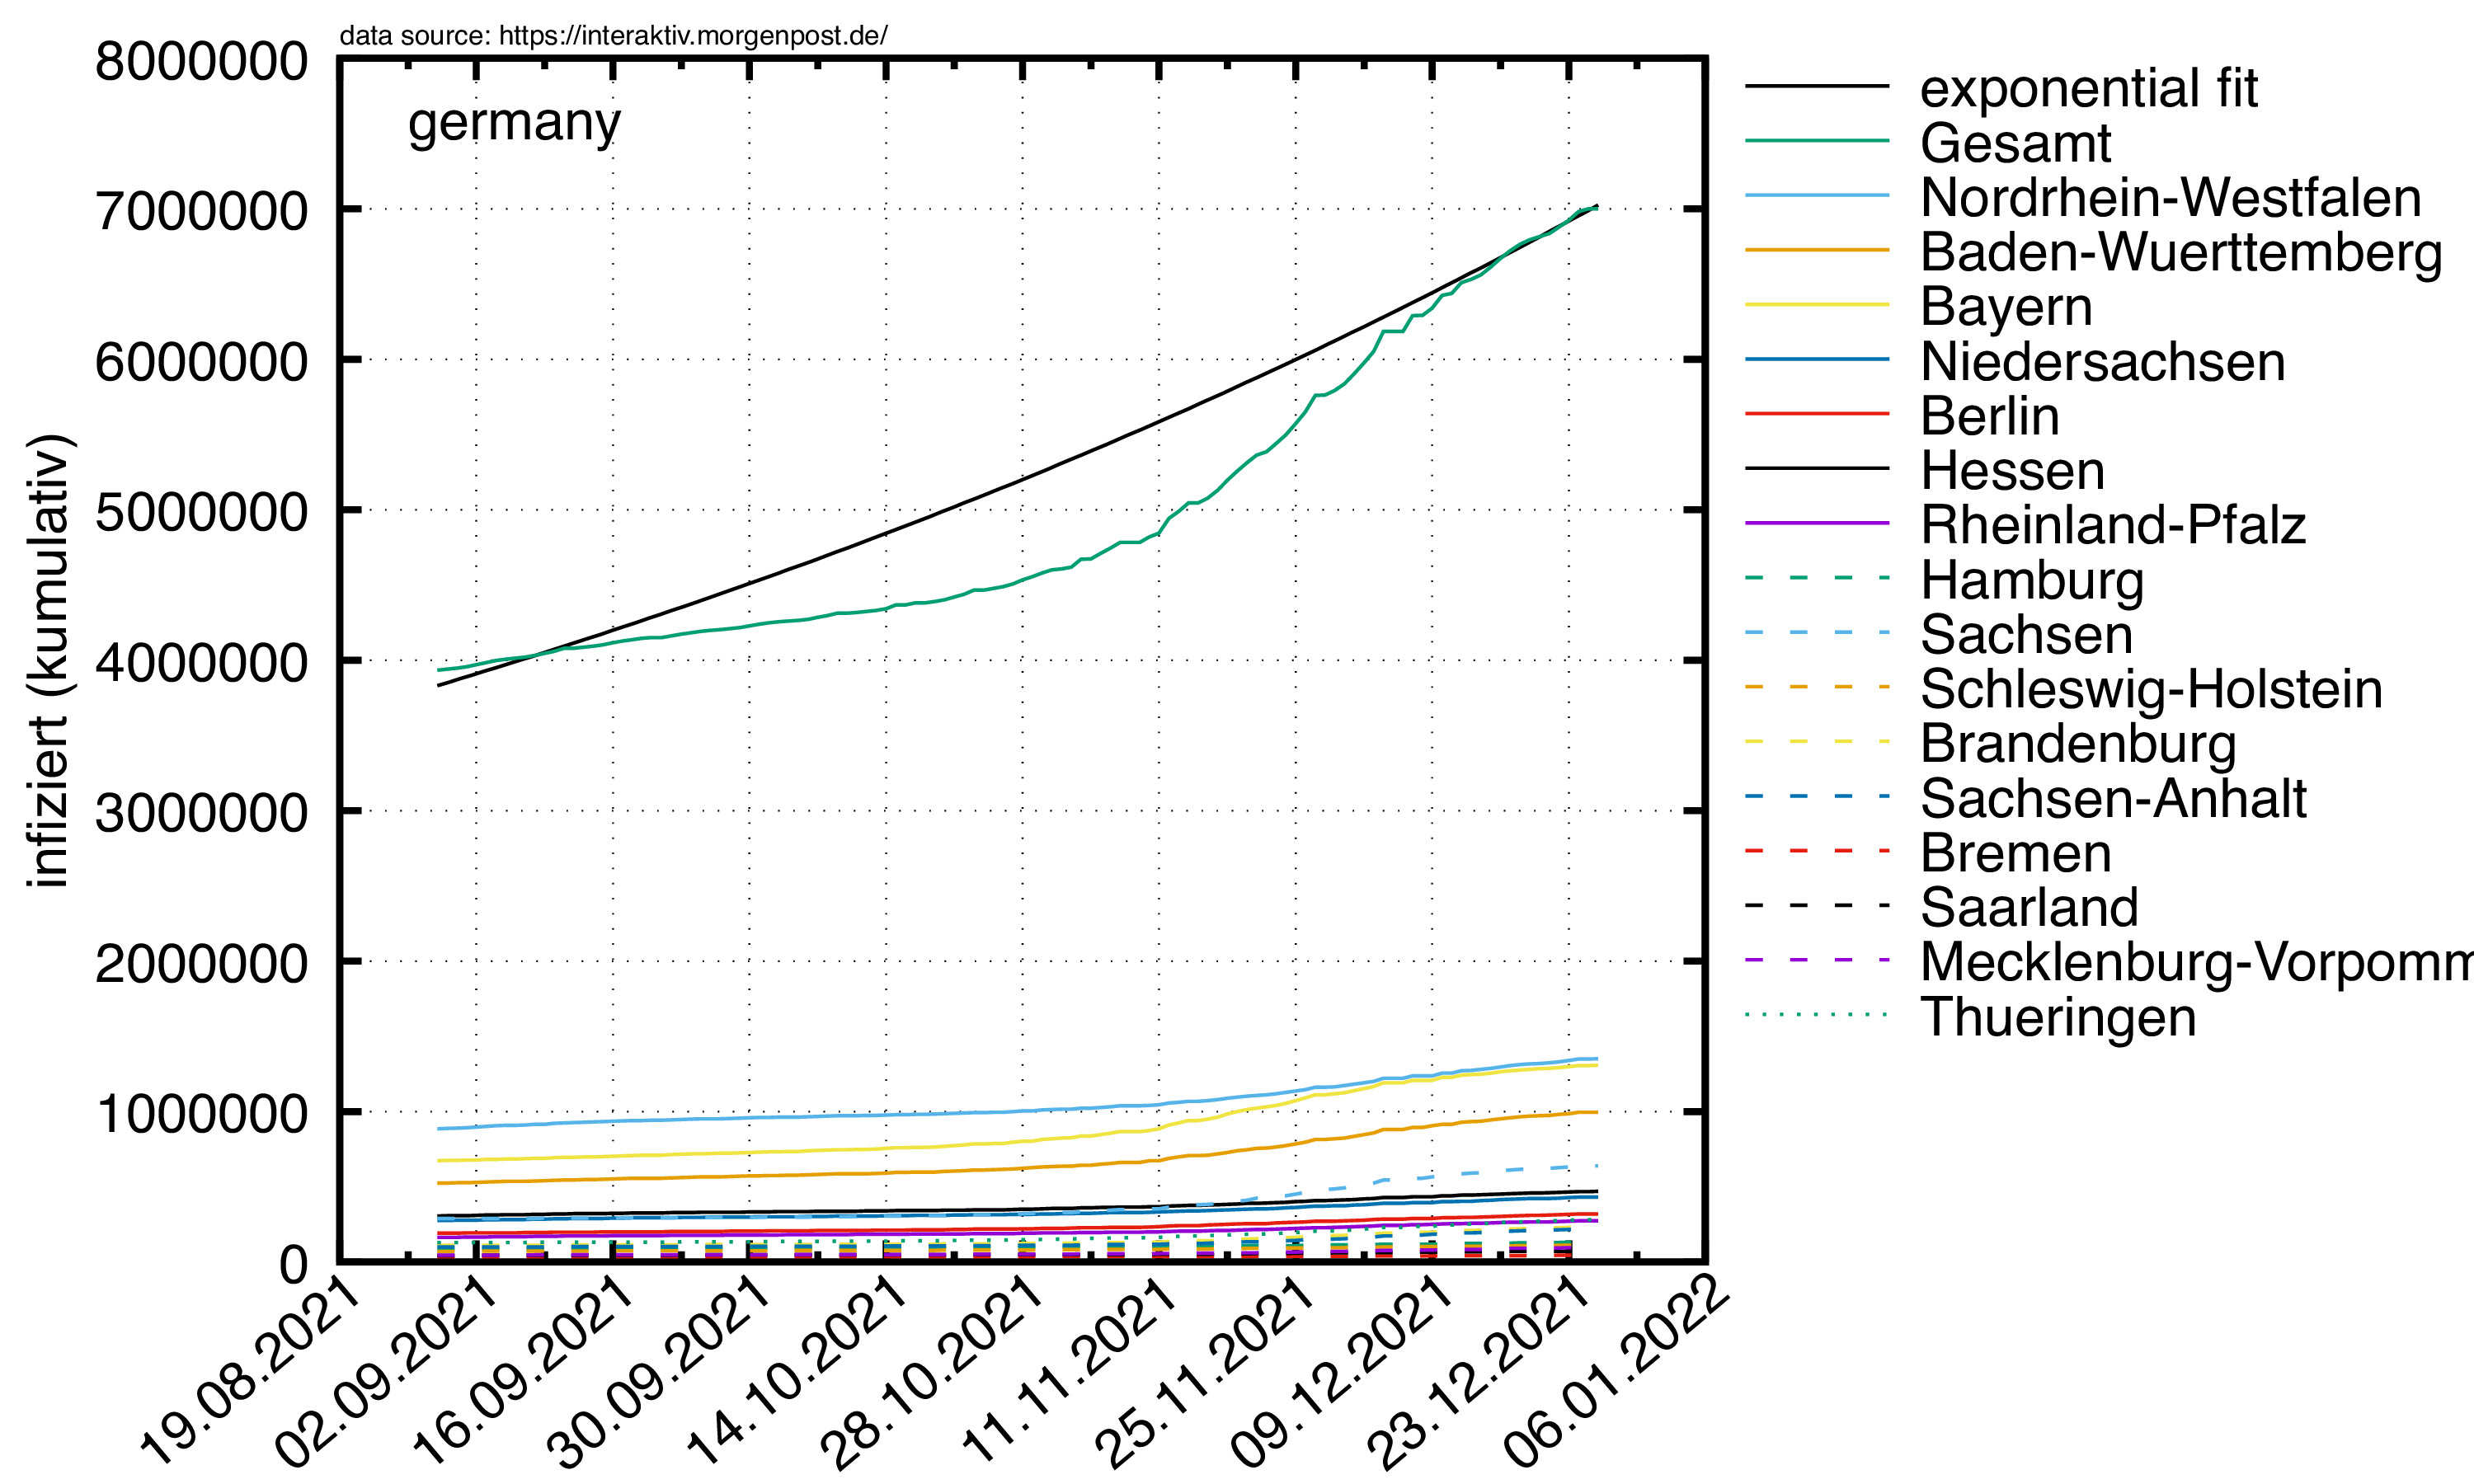 data source: https://interaktiv.morgenpost.de/
germany
infiziert (kumulativ)
8000000
7000000
6000000
5000000
4000000
3000000
2000000
1000000
0
19.08.2021
02.09.2021
16.09.2021
30.09.2021
14.10.2021
28.10.2021
11.11.2021
25.11.2021
09.12.2021
23.12.2021
06.01.2022
exponential fit
Gesamt
Nordrhein-Westfalen
Baden-Wuerttemberg
Bayern
Niedersachsen
Berlin
Hessen
Rheinland-Pfalz
Hamburg
Sachsen
Schleswig-Holstein
Brandenburg
Sachsen-Anhalt
Bremen
Saarland
Mecklenburg-Vorpomm
Thueringen